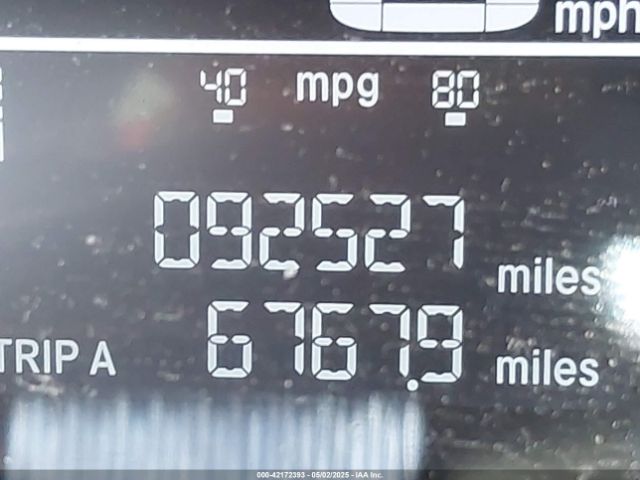 mph
40 mpg 80
092527 miles
TRIP A 6767.9 miles
000-42172393 - 05/02/2025 - IAA Inc.